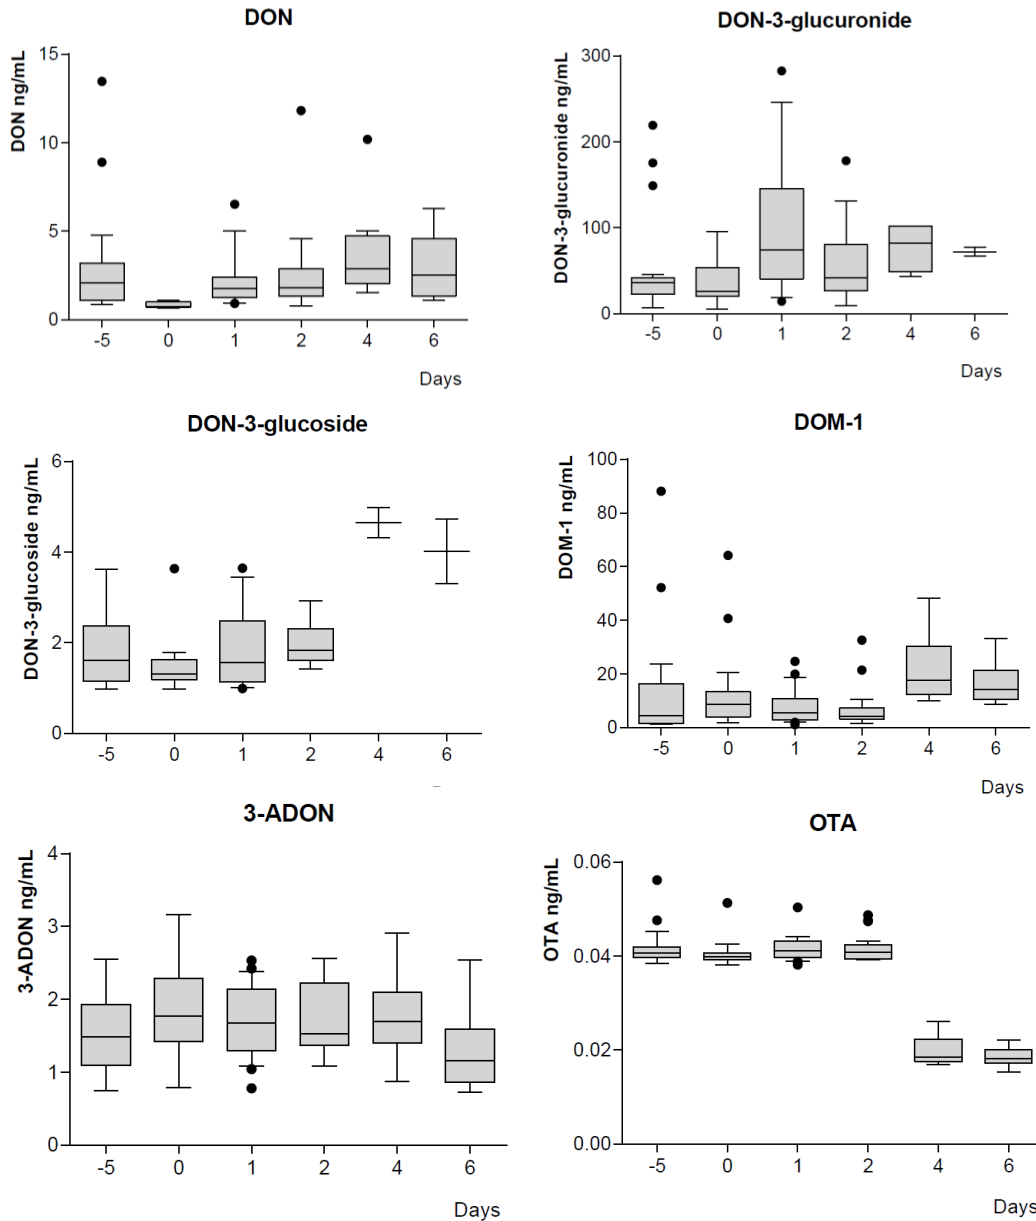 DON
DON ng/mL
15
10
5
0
-5 0 1 2 4 6
Days
DON-3-glucuronide
DON-3-glucuronide ng/mL
300
200
100
0
-5 0 1 2 4 6
Days
DON-3-glucoside
DON-3-glucoside ng/mL
6
4
2
0
-5 0 1 2 4 6
DOM-1
DOM-1 ng/mL
100
80
60
40
20
0
-5 0 1 2 4 6
Days
3-ADON
3-ADON ng/mL
4
3
2
1
0
-5 0 1 2 4 6
Days
OTA
OTA ng/mL
0.06
0.04
0.02
0.00
-5 0 1 2 4 6
Days